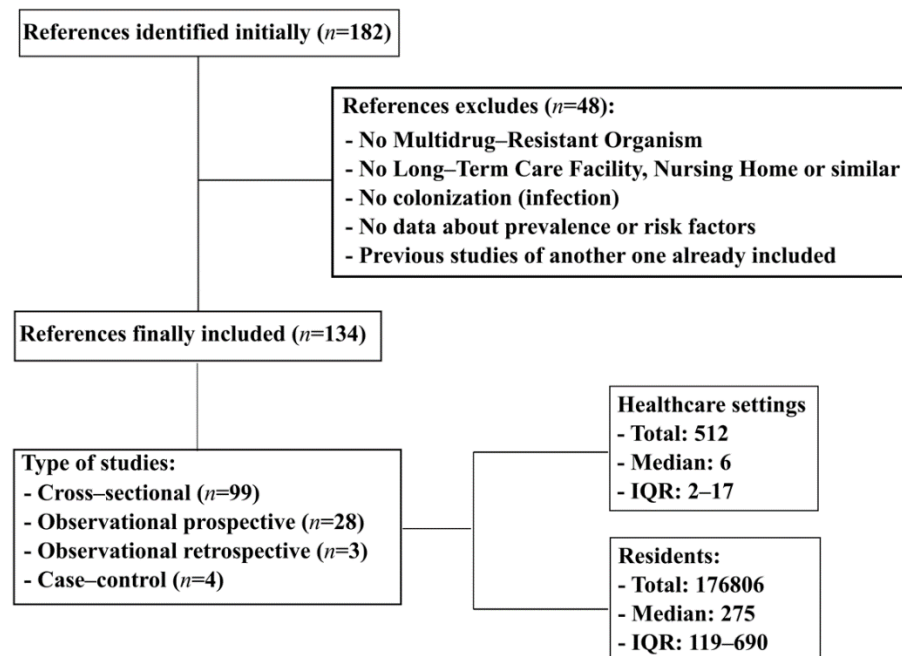 References identified initially (n=182)
References excludes (n=48):
- No Multidrug–Resistant Organism
- No Long–Term Care Facility, Nursing Home or similar
- No colonization (infection)
- No data about prevalence or risk factors
- Previous studies of another one already included
References finally included (n=134)
Type of studies:
- Cross–sectional (n=99)
- Observational prospective (n=28)
- Observational retrospective (n=3)
- Case–control (n=4)
Healthcare settings
- Total: 512
- Median: 6
- IQR: 2–17
Residents:
- Total: 176806
- Median: 275
- IQR: 119–690